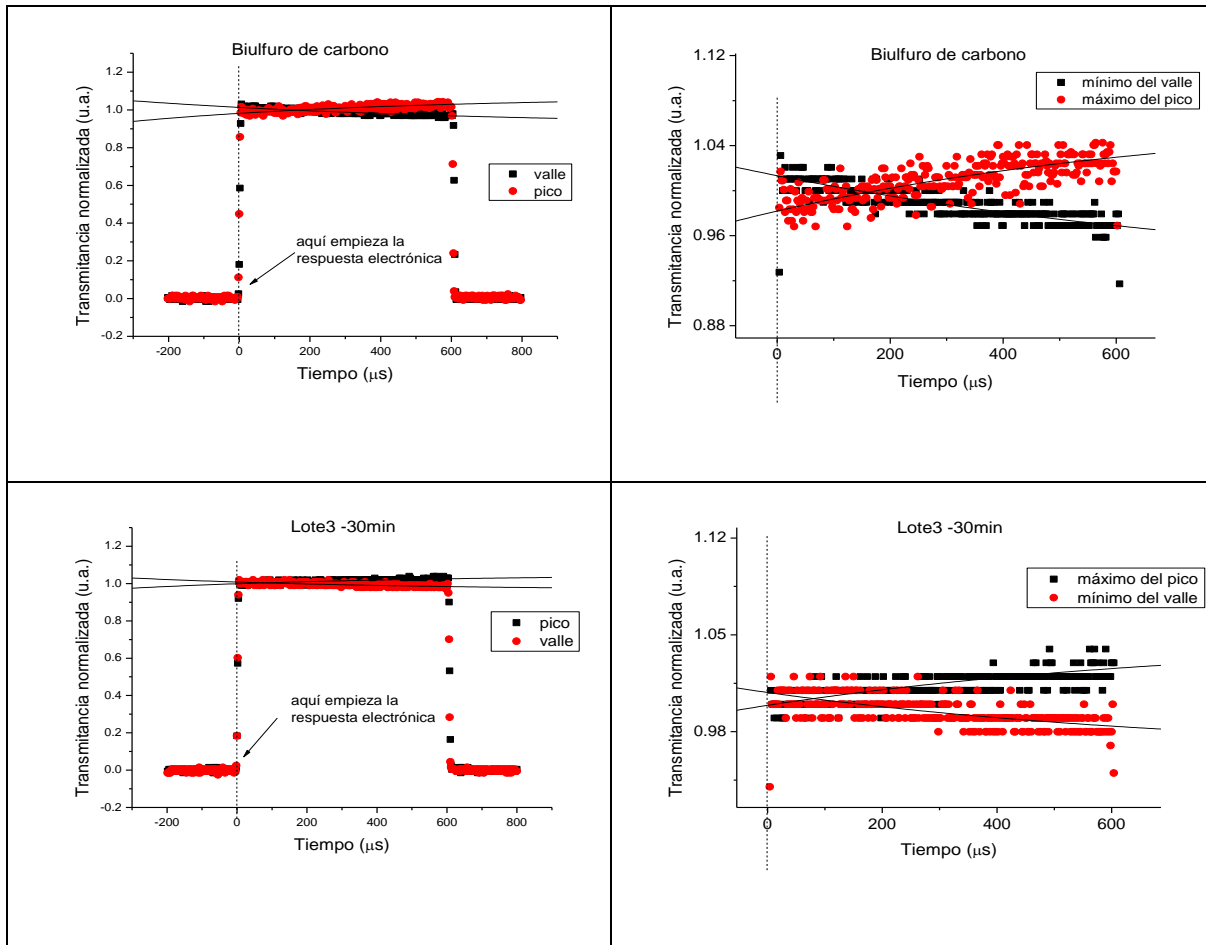 Biulfuro de carbono
1.2
1.0
0.8
0.6
0.4
0.2
0.0
-0.2
Transmitancia normalizada (u.a.)
valle
pico
aquí empieza la
respuesta electrónica
-200
0
200
400
600
800
Tiempo (μs)
Biulfuro de carbono
1.12
1.04
0.96
0.88
Transmitancia normalizada (u.a.)
mínimo del valle
máximo del pico
0
200
400
600
Tiempo (μs)
Lote3 -30min
1.2
1.0
0.8
0.6
0.4
0.2
0.0
-0.2
Transmitancia normalizada (u.a.)
pico
valle
aquí empieza la
respuesta electrónica
-200
0
200
400
600
800
Tiempo (μs)
Lote3 -30min
1.12
1.05
0.98
Transmitancia normalizada (u.a.)
máximo del pico
mínimo del valle
0
200
400
600
Tiempo (μs)